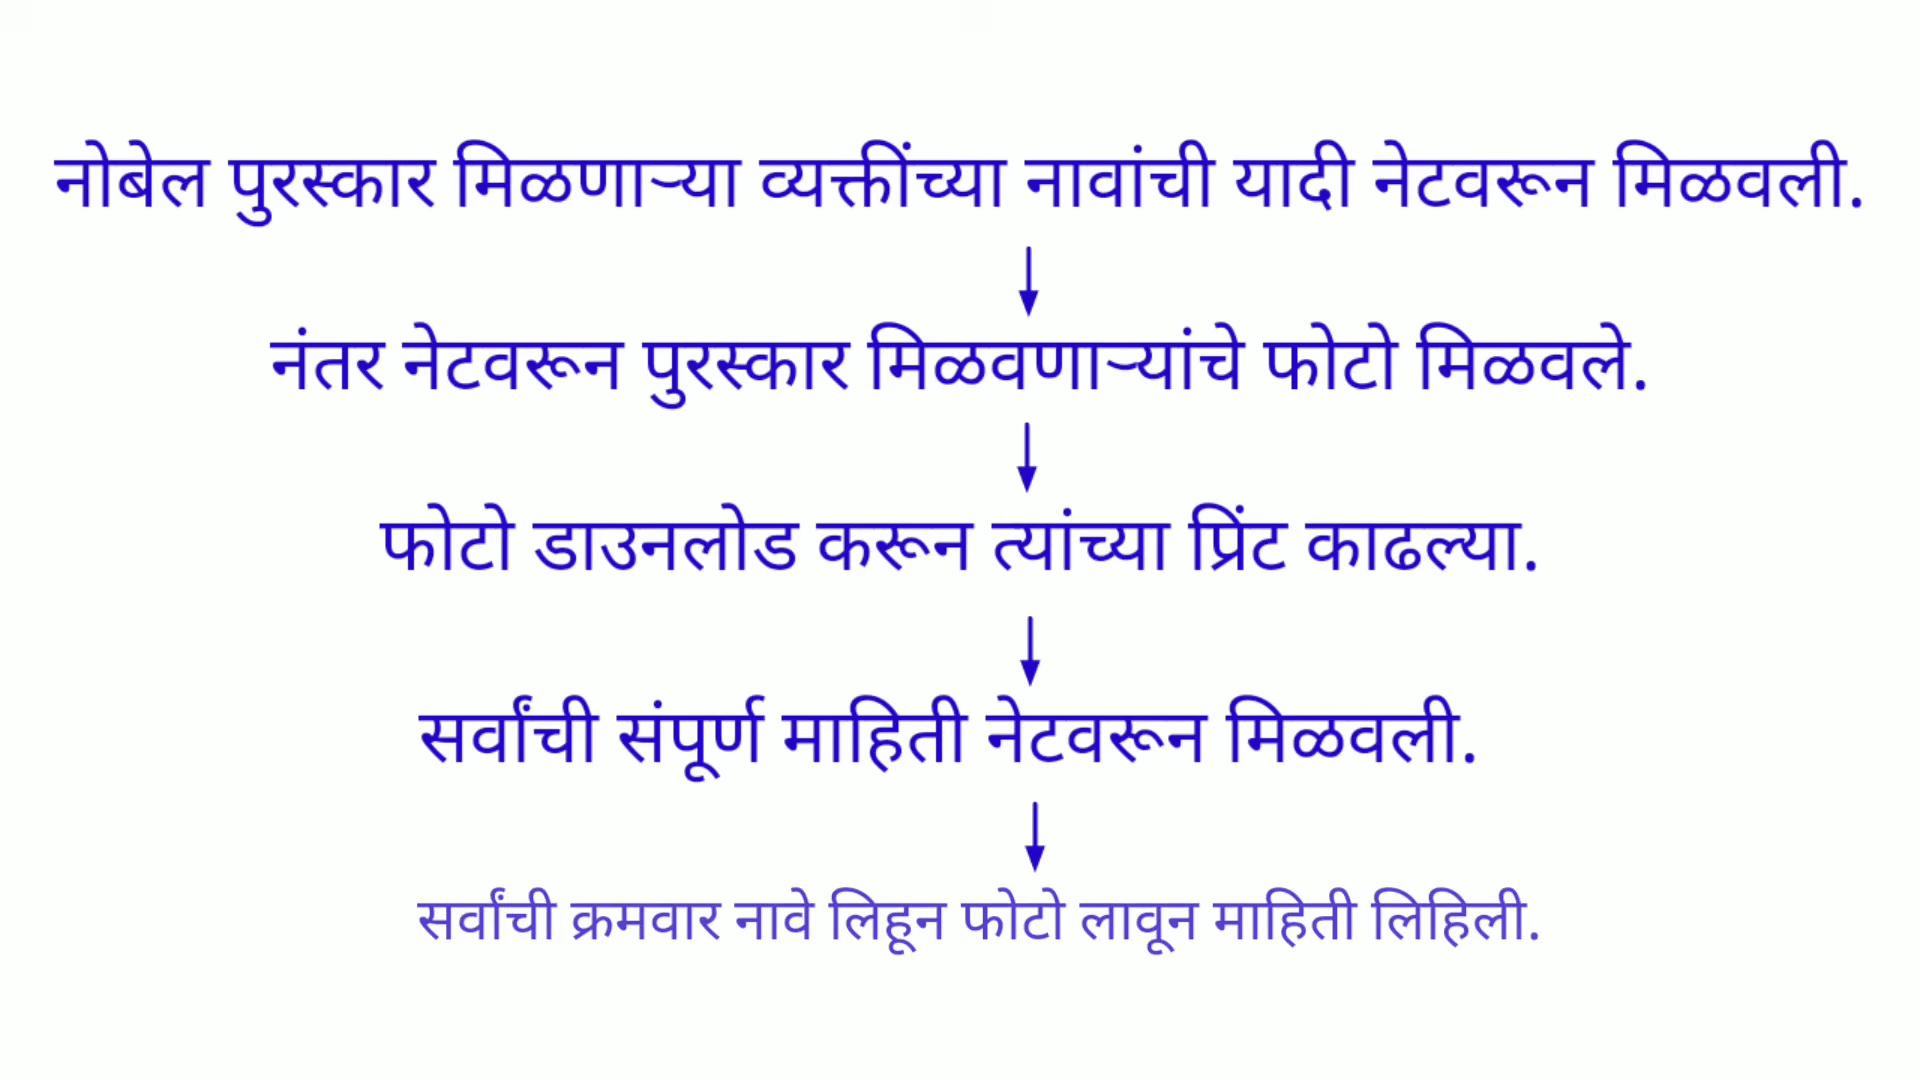 नोबेल पुरस्कार मिळणाऱ्या व्यक्तींच्या नावांची यादी नेटवरून मिळवली.
नंतर नेटवरून पुरस्कार मिळवणाऱ्यांचे फोटो मिळवले.
फोटो डाउनलोड करून त्यांच्या प्रिंट काढल्या.
सर्वांची संपूर्ण माहिती नेटवरून मिळवली.
सर्वांची क्रमवार नावे लिहून फोटो लावून माहिती लिहिली.